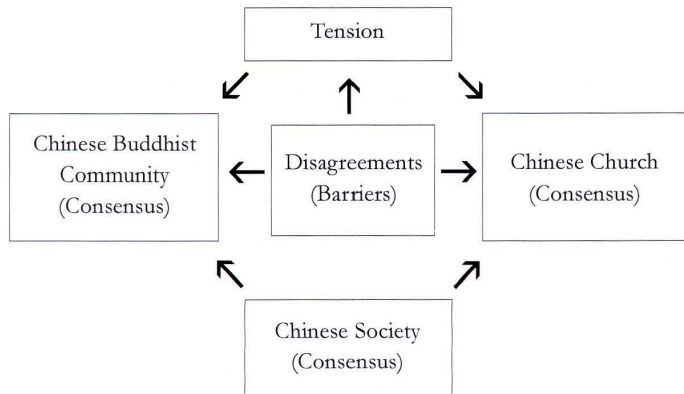 Tension
Chinese Buddhist
Community
(Consensus)
Disagreements
(Barriers)
Chinese Church
(Consensus)
Chinese Society
(Consensus)